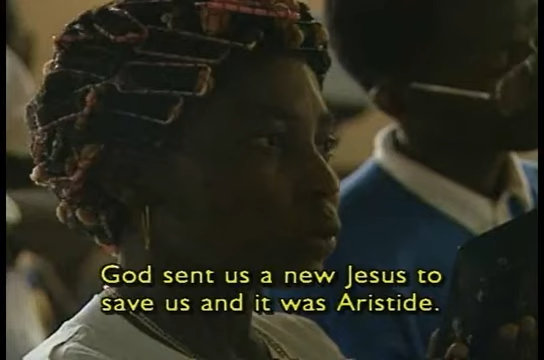 God sent us a new Jesus to
save us and it was Aristide.